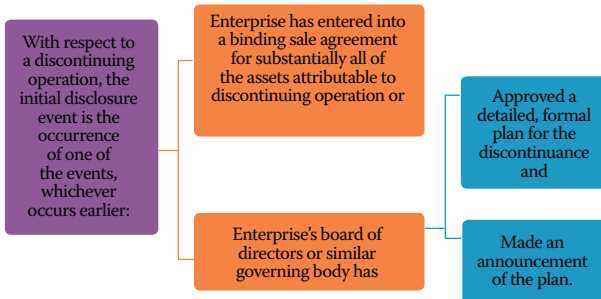 With respect to
a discontinuing
operation, the
initial disclosure
event is the
occurrence
of one of
the events,
whichever
occurs earlier:
Enterprise has entered into
a binding sale agreement
for substantially all of
the assets attributable to
discontinuing operation or
Enterprise's board of
directors or similar
governing body has
Approved a
detailed, formal
plan for the
discontinuance
and
Made an
announcement
of the plan.